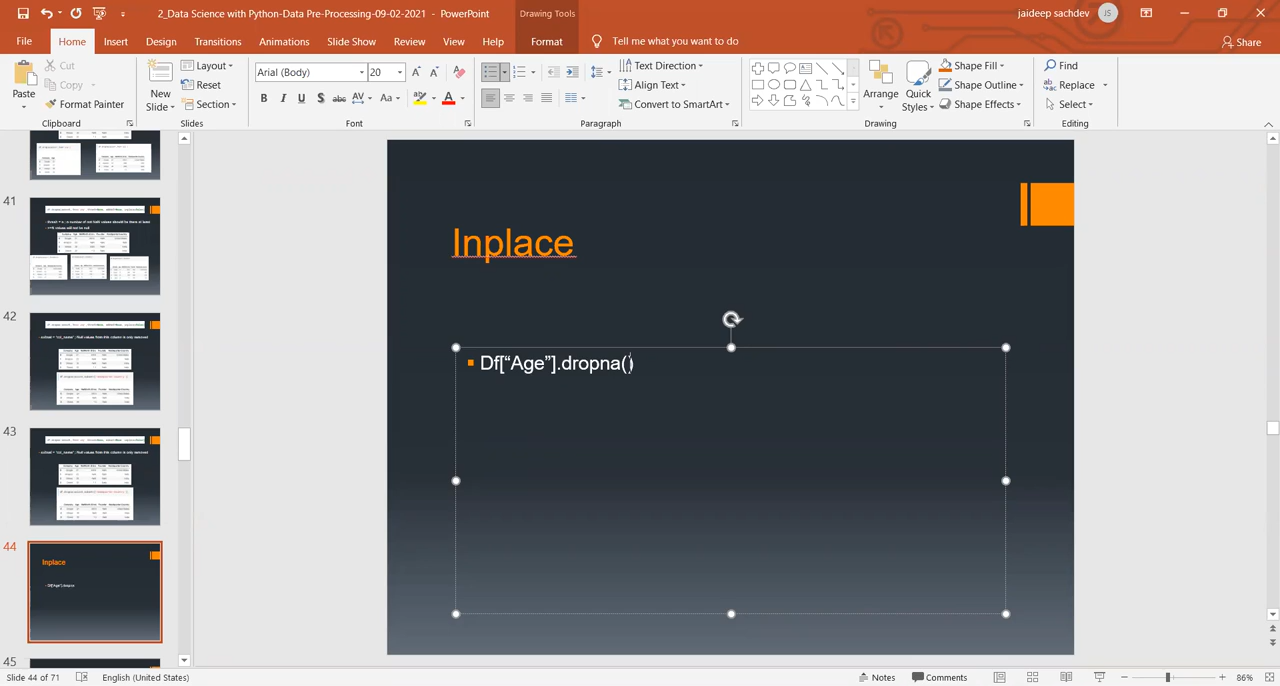 2_Data Science with Python-Data Pre-Processing-09-02-2021 - PowerPoint
Drawing Tools
jaideep sachdev
JS
File
Home
Insert
Design
Transitions
Animations
Slide Show
Review
View
Help
Format
Tell me what you want to do
Share
Paste
Cut
Copy
Format Painter
Clipboard
New Slide
Layout
Reset
Section
Slides
Arial (Body)
20
Font
Text Direction
Align Text
Convert to SmartArt
Paragraph
Arrange
Quick Styles
Shape Fill
Shape Outline
Shape Effects
Drawing
Find
Replace
Select
Editing
41
42
43
44
Inplace
45
Inplace
Df[“Age”].dropna()
Slide 44 of 71
English (United States)
Notes
Comments
86%